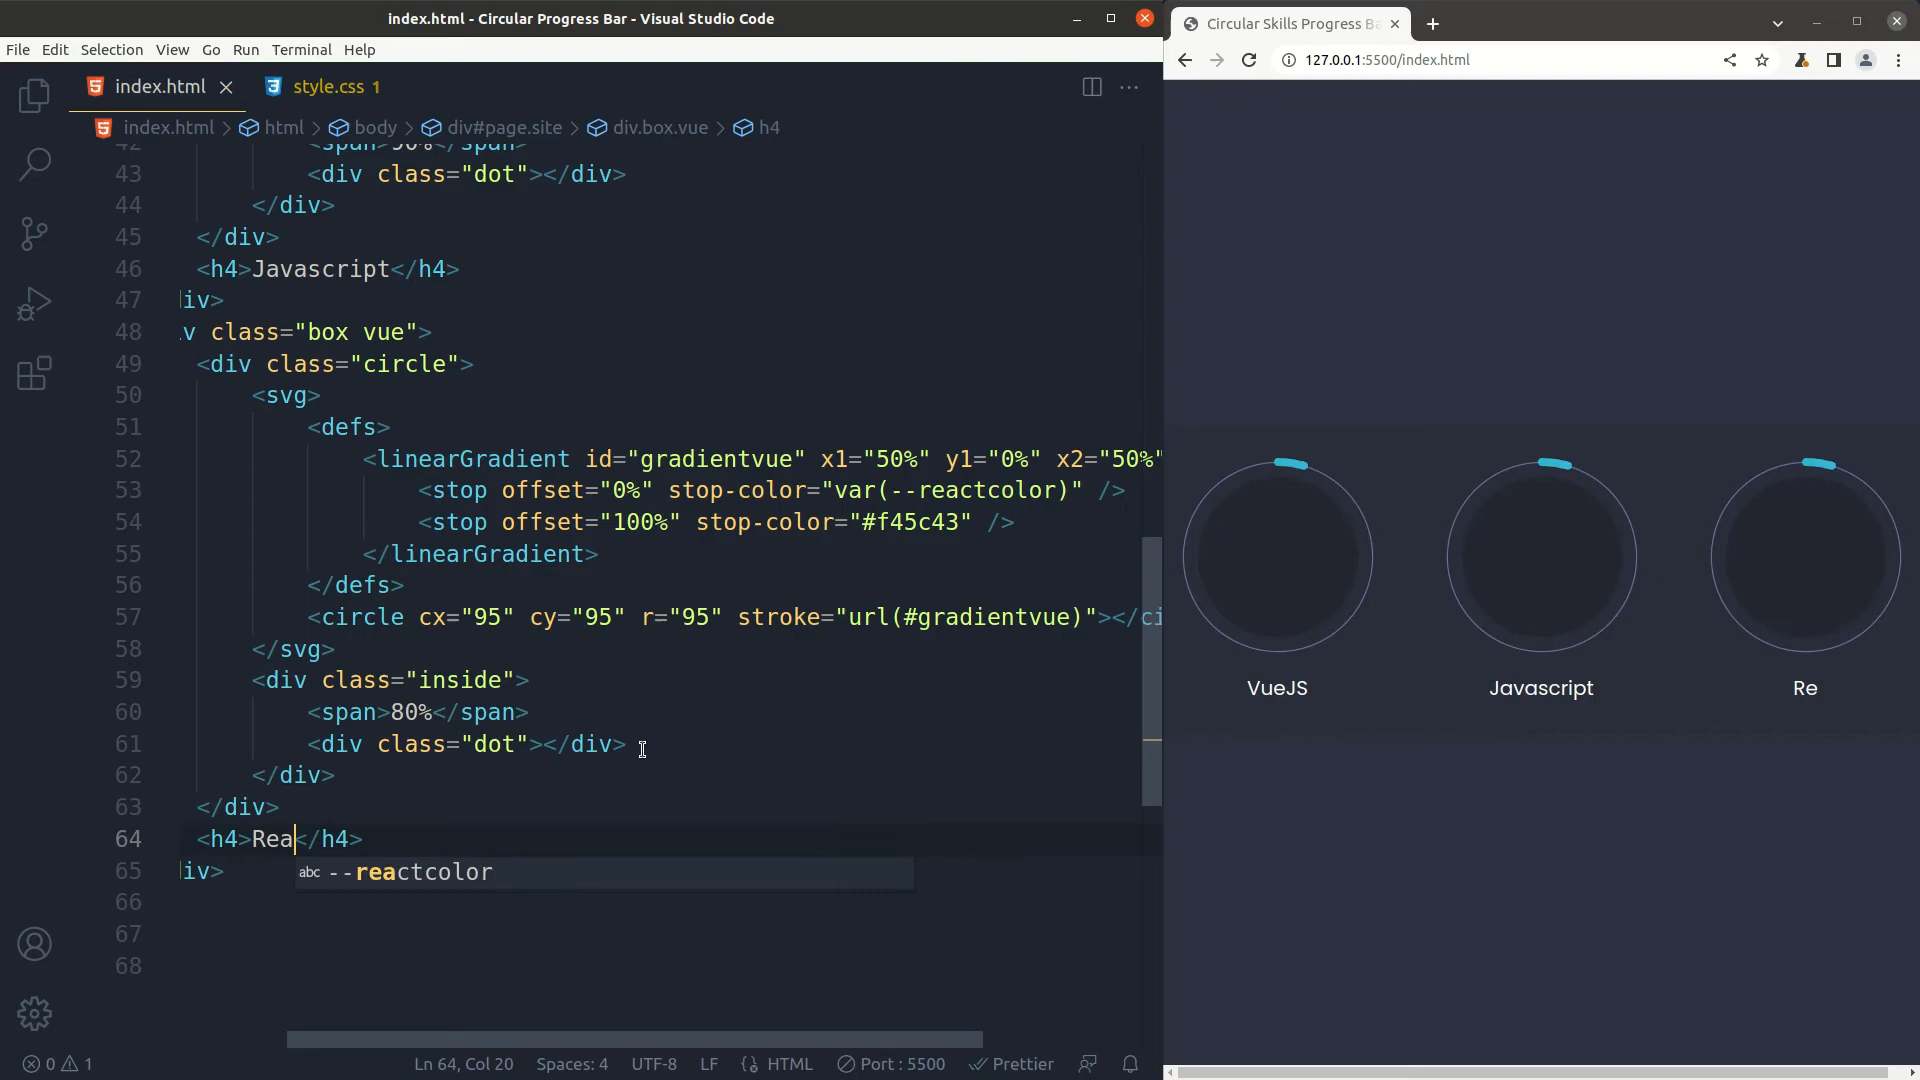 index.html - Circular Progress Bar - Visual Studio Code
File Edit Selection View Go Run Terminal Help
index.html
style.css 1
index.html > html > body > div#page.site > div.box.vue > h4
42 <span>90%</span>
43 <div class="dot"></div>
44 </div>
45 </div>
46 <h4>Javascript</h4>
47 iv>
48 v class="box vue">
49 <div class="circle">
50 <svg>
51 <defs>
52 <linearGradient id="gradientvue" x1="50%" y1="0%" x2="50%"
53 <stop offset="0%" stop-color="var(--reactcolor)" />
54 <stop offset="100%" stop-color="#f45c43" />
55 </linearGradient>
56 </defs>
57 <circle cx="95" cy="95" r="95" stroke="url(#gradientvue)"></ci
58 </svg>
59 <div class="inside">
60 <span>80%</span>
61 <div class="dot"></div>
62 </div>
63 </div>
64 <h4>Rea</h4>
abc --reactcolor
65 iv>
66
67
68
0 1 Ln 64, Col 20 Spaces: 4 UTF-8 LF {} HTML Port : 5500 Prettier
Circular Skills Progress Ba
127.0.0.1:5500/index.html
VueJS
Javascript
Re